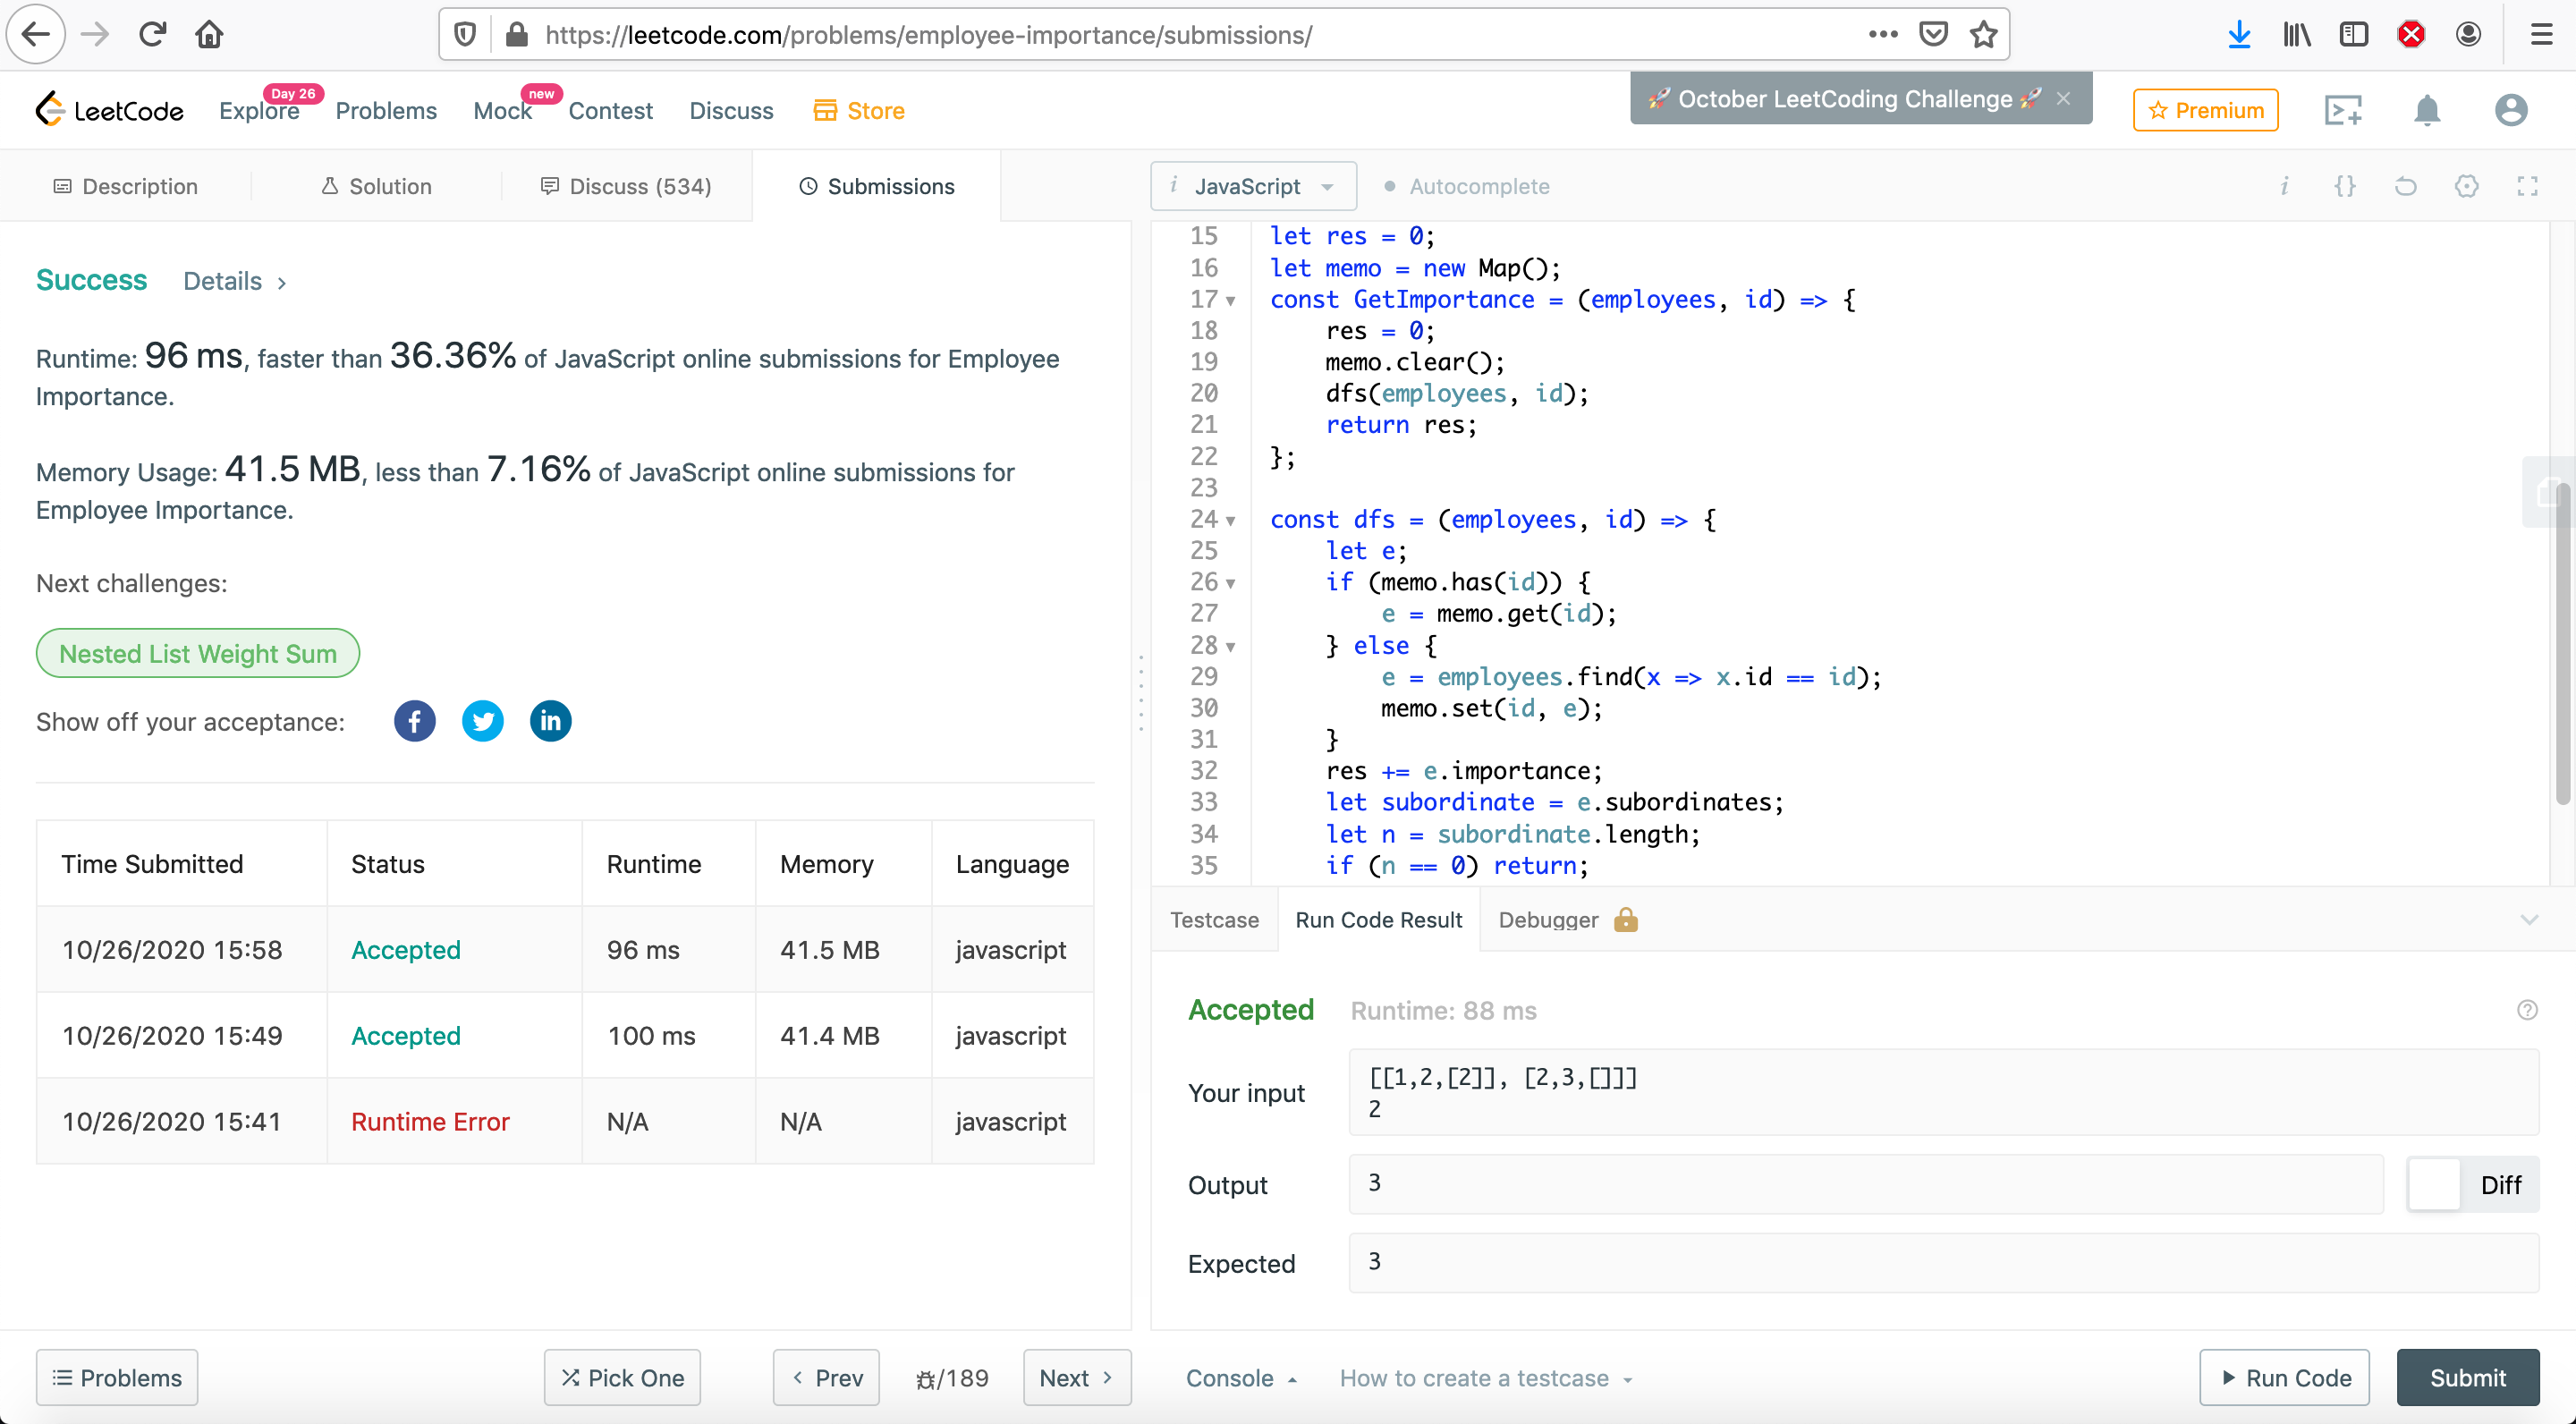 https://leetcode.com/problems/employee-importance/submissions/
LeetCode
Explore
Day 26
Problems
Mock
new
Contest
Discuss
Store
🚀 October LeetCoding Challenge 🚀 ×
Premium
Description
Solution
Discuss (534)
Submissions
Success
Details >
Runtime: 96 ms, faster than 36.36% of JavaScript online submissions for Employee
Importance.
Memory Usage: 41.5 MB, less than 7.16% of JavaScript online submissions for
Employee Importance.
Next challenges:
Nested List Weight Sum
Show off your acceptance:
Time Submitted Status Runtime Memory Language
10/26/2020 15:58 Accepted 96 ms 41.5 MB javascript
10/26/2020 15:49 Accepted 100 ms 41.4 MB javascript
10/26/2020 15:41 Runtime Error N/A N/A javascript
i JavaScript
Autocomplete
i {}
15 let res = 0;
16 let memo = new Map();
17 const GetImportance = (employees, id) => {
18     res = 0;
19     memo.clear();
20     dfs(employees, id);
21     return res;
22 };
23
24 const dfs = (employees, id) => {
25     let e;
26     if (memo.has(id)) {
27         e = memo.get(id);
28     } else {
29         e = employees.find(x => x.id == id);
30         memo.set(id, e);
31     }
32     res += e.importance;
33     let subordinate = e.subordinates;
34     let n = subordinate.length;
35     if (n == 0) return;
Testcase
Run Code Result
Debugger
Accepted
Runtime: 88 ms
Your input
[[1,2,[2]], [2,3,[]]]
2
Output
3
Diff
Expected
3
Problems
Pick One
< Prev
/189
Next >
Console
How to create a testcase
Run Code
Submit